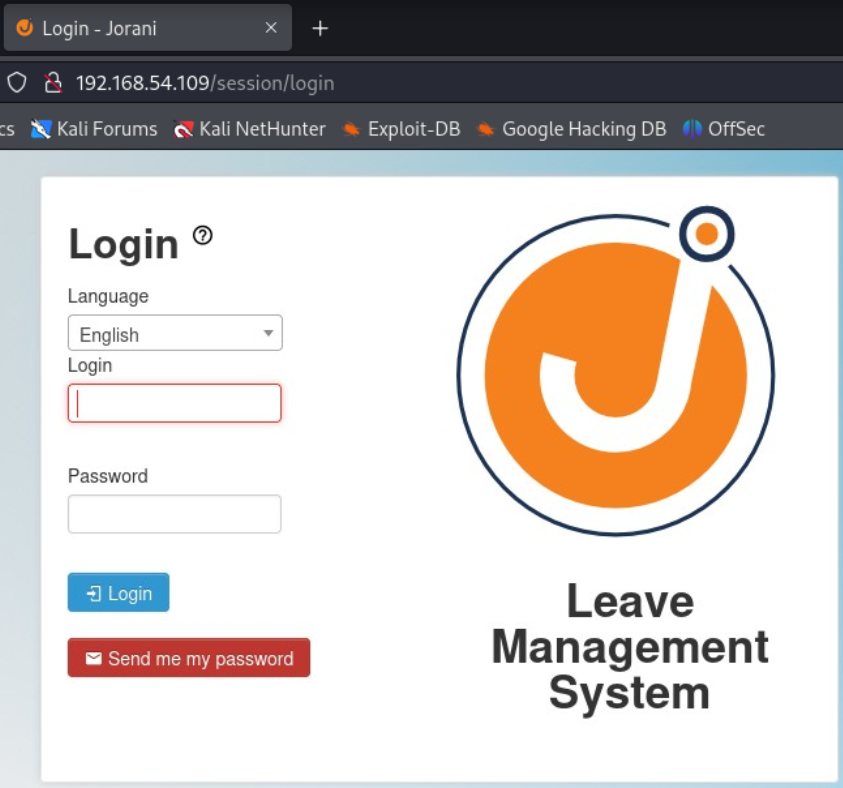 Login - Jorani
192.168.54.109/session/login
cs Kali Forums Kali NetHunter Exploit-DB Google Hacking DB OffSec
Login
Language
English
Login
Password
Login
Send me my password
Leave
Management
System